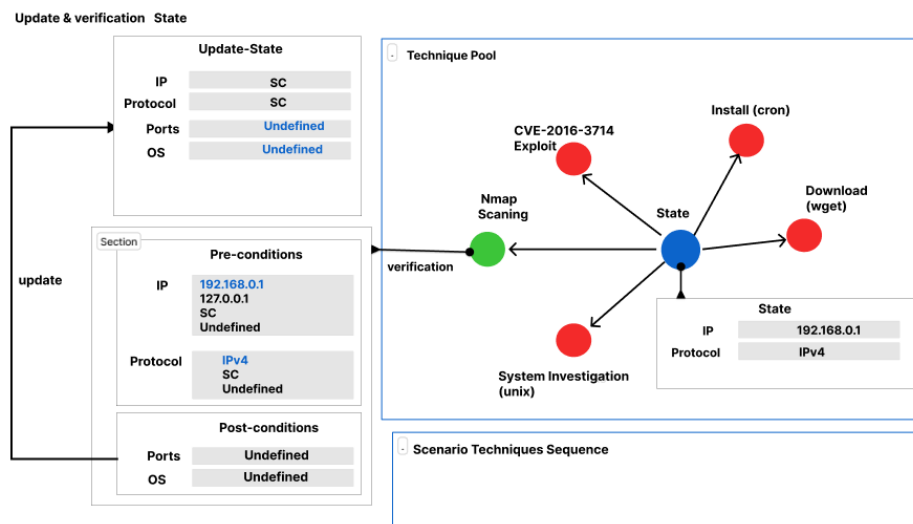 Update & verification State
Update-State
IP SC
Protocol SC
Ports Undefined
OS Undefined
update
Section
Pre-conditions
IP 192.168.0.1
127.0.0.1
SC
Undefined
Protocol IPv4
SC
Undefined
Post-conditions
Ports Undefined
OS Undefined
verification
- Technique Pool
CVE-2016-3714
Exploit
Install (cron)
Nmap
Scaning
State
Download
(wget)
System Investigation
(unix)
State
IP 192.168.0.1
Protocol IPv4
- Scenario Techniques Sequence